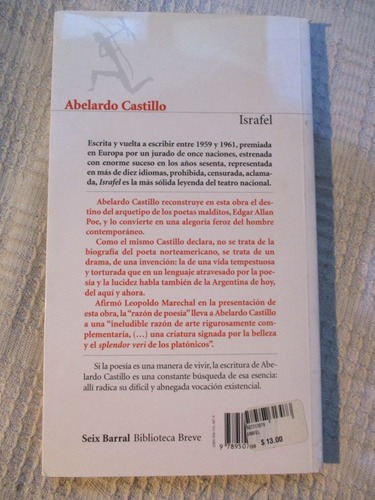 Abelardo Castillo
Israfel
Escrita y vuelta a escribir entre 1959 y 1961, premiada
en Europa por un jurado de once naciones, estrenada
con enorme suceso en los años sesenta, representada
en más de diez idiomas, prohibida, censurada, aclama-
da, Israfel es la más sólida leyenda del teatro nacional.
Abelardo Castillo reconstruye en esta obra el des-
tino del arquetipo de los poetas malditos, Edgar Allan
Poe, y lo convierte en una alegoría feroz del hombre
contemporáneo.
Como el mismo Castillo declara, no se trata de la
biografía del poeta norteamericano, se trata de un
drama, de una invención: la de una vida tempestuosa
y torturada que en un lenguaje atravesado por la poe-
sía y la lucidez habla también de la Argentina de hoy,
del aquí y ahora.
Afirmó Leopoldo Marechal en la presentación de
esta obra, la "razón de poesía" lleva a Abelardo Castillo
a una "ineludible razón de arte rigurosamente com-
plementaria, (...) una criatura signada por la belleza
y el splendor veri de los platónicos".
Si la poesía es una manera de vivir, la escritura de Abe-
lardo Castillo es una constante búsqueda de esa esencia:
allí radica su difícil y abnegada vocación existencial.
Seix Barral Biblioteca Breve
9 789507
ISRAFEL
$ 13.00